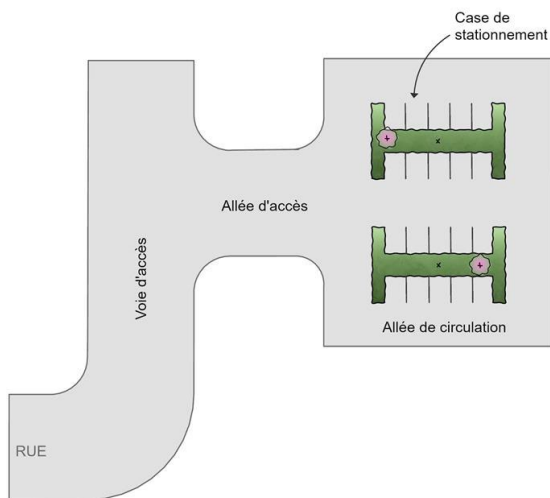 Case de
stationnement
Allée d'accès
Voie d'accès
Allée de circulation
RUE